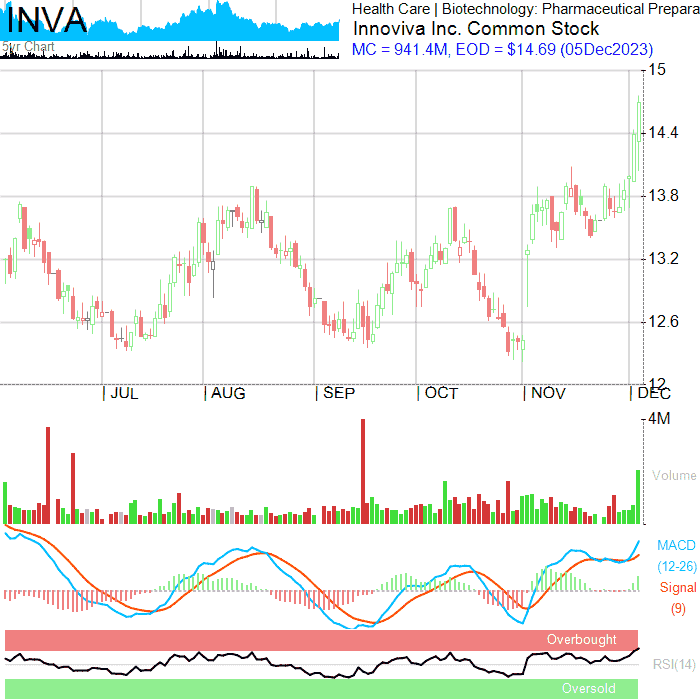 INVA
5yr Chart
Health Care | Biotechnology: Pharmaceutical Prepara
Innoviva Inc. Common Stock
MC = 941.4M, EOD = $14.69 (05Dec2023)
15
14.4
13.8
13.2
12.6
12
| JUL | AUG | SEP | OCT | NOV | DEC
4M
Volume
MACD
(12-26)
Signal
(9)
Overbought
RSI(14)
Oversold